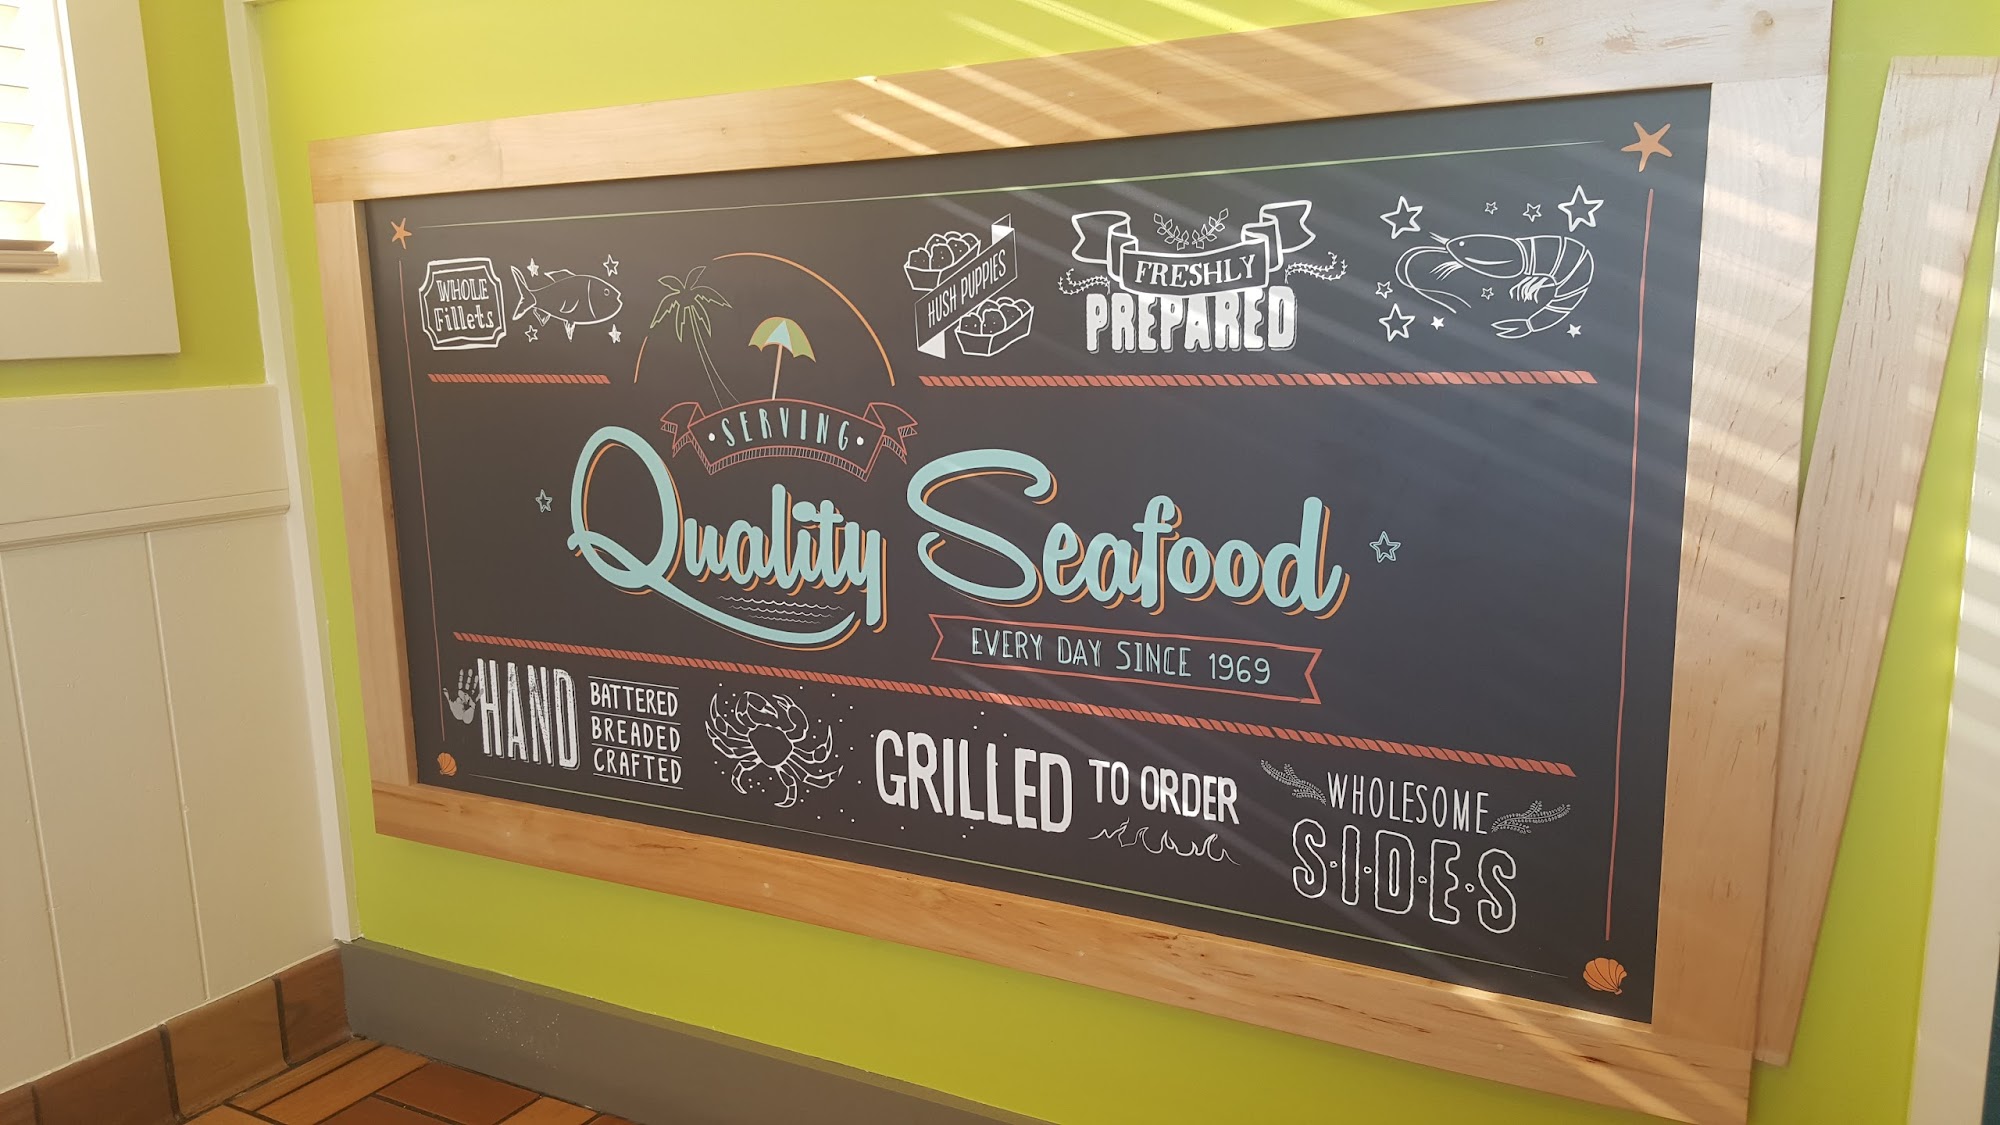 WHOLE
Fillets
HUSH PUPPIES
FRESHLY
PREPARED
SERVING
Quality Seafood
EVERY DAY SINCE 1969
HAND
BATTERED
BREADED
CRAFTED
GRILLED TO ORDER
WHOLESOME
S·I·D·E·S